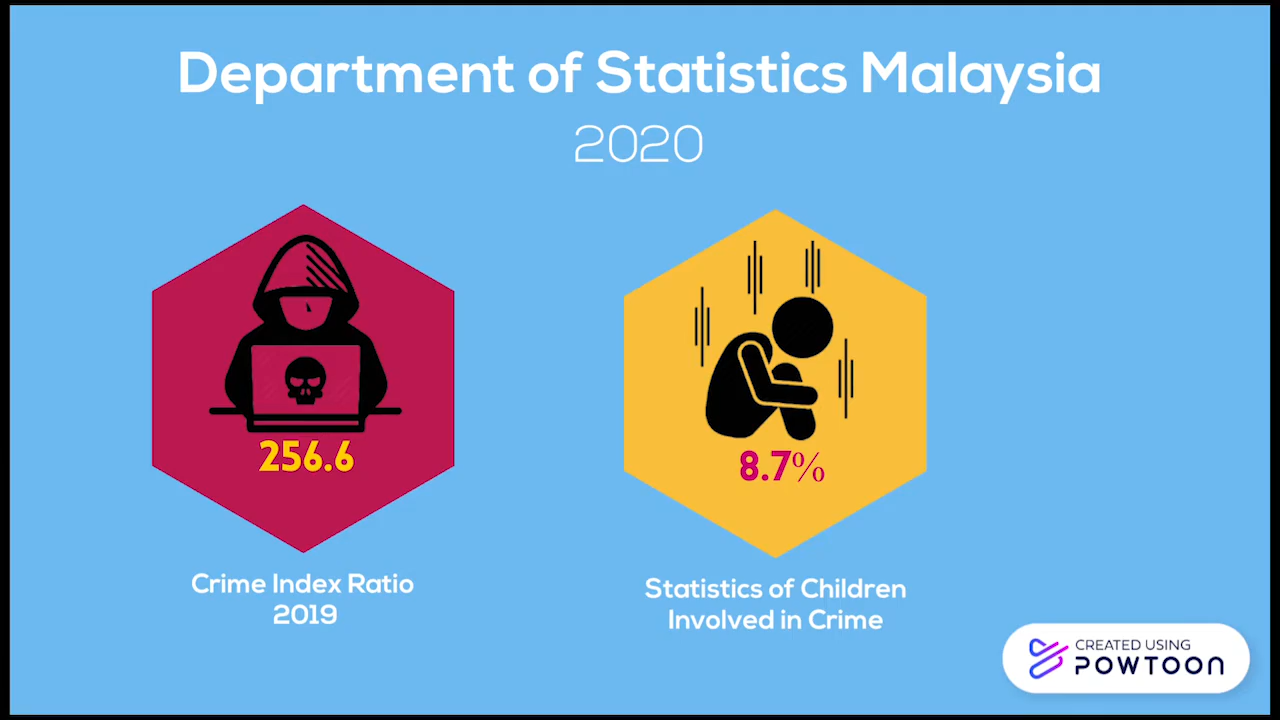 Department of Statistics Malaysia
2020
256.6
8.7%
Crime Index Ratio
2019
Statistics of Children
Involved in Crime
CREATED USING
POWTOON